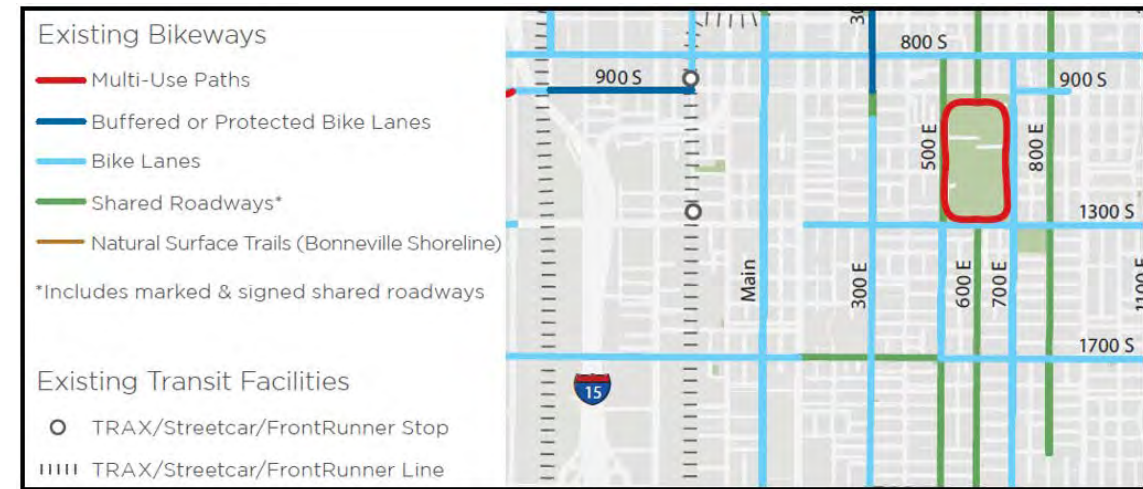 Existing Bikeways
Multi-Use Paths
Buffered or Protected Bike Lanes
Bike Lanes
Shared Roadways*
Natural Surface Trails (Bonneville Shoreline)
*Includes marked & signed shared roadways
Existing Transit Facilities
TRAX/Streetcar/FrontRunner Stop
TRAX/Streetcar/FrontRunner Line
800 S
900 S
900 S
500 E
800 E
1300 S
Main
300 E
600 E
700 E
1100 E
1700 S
15